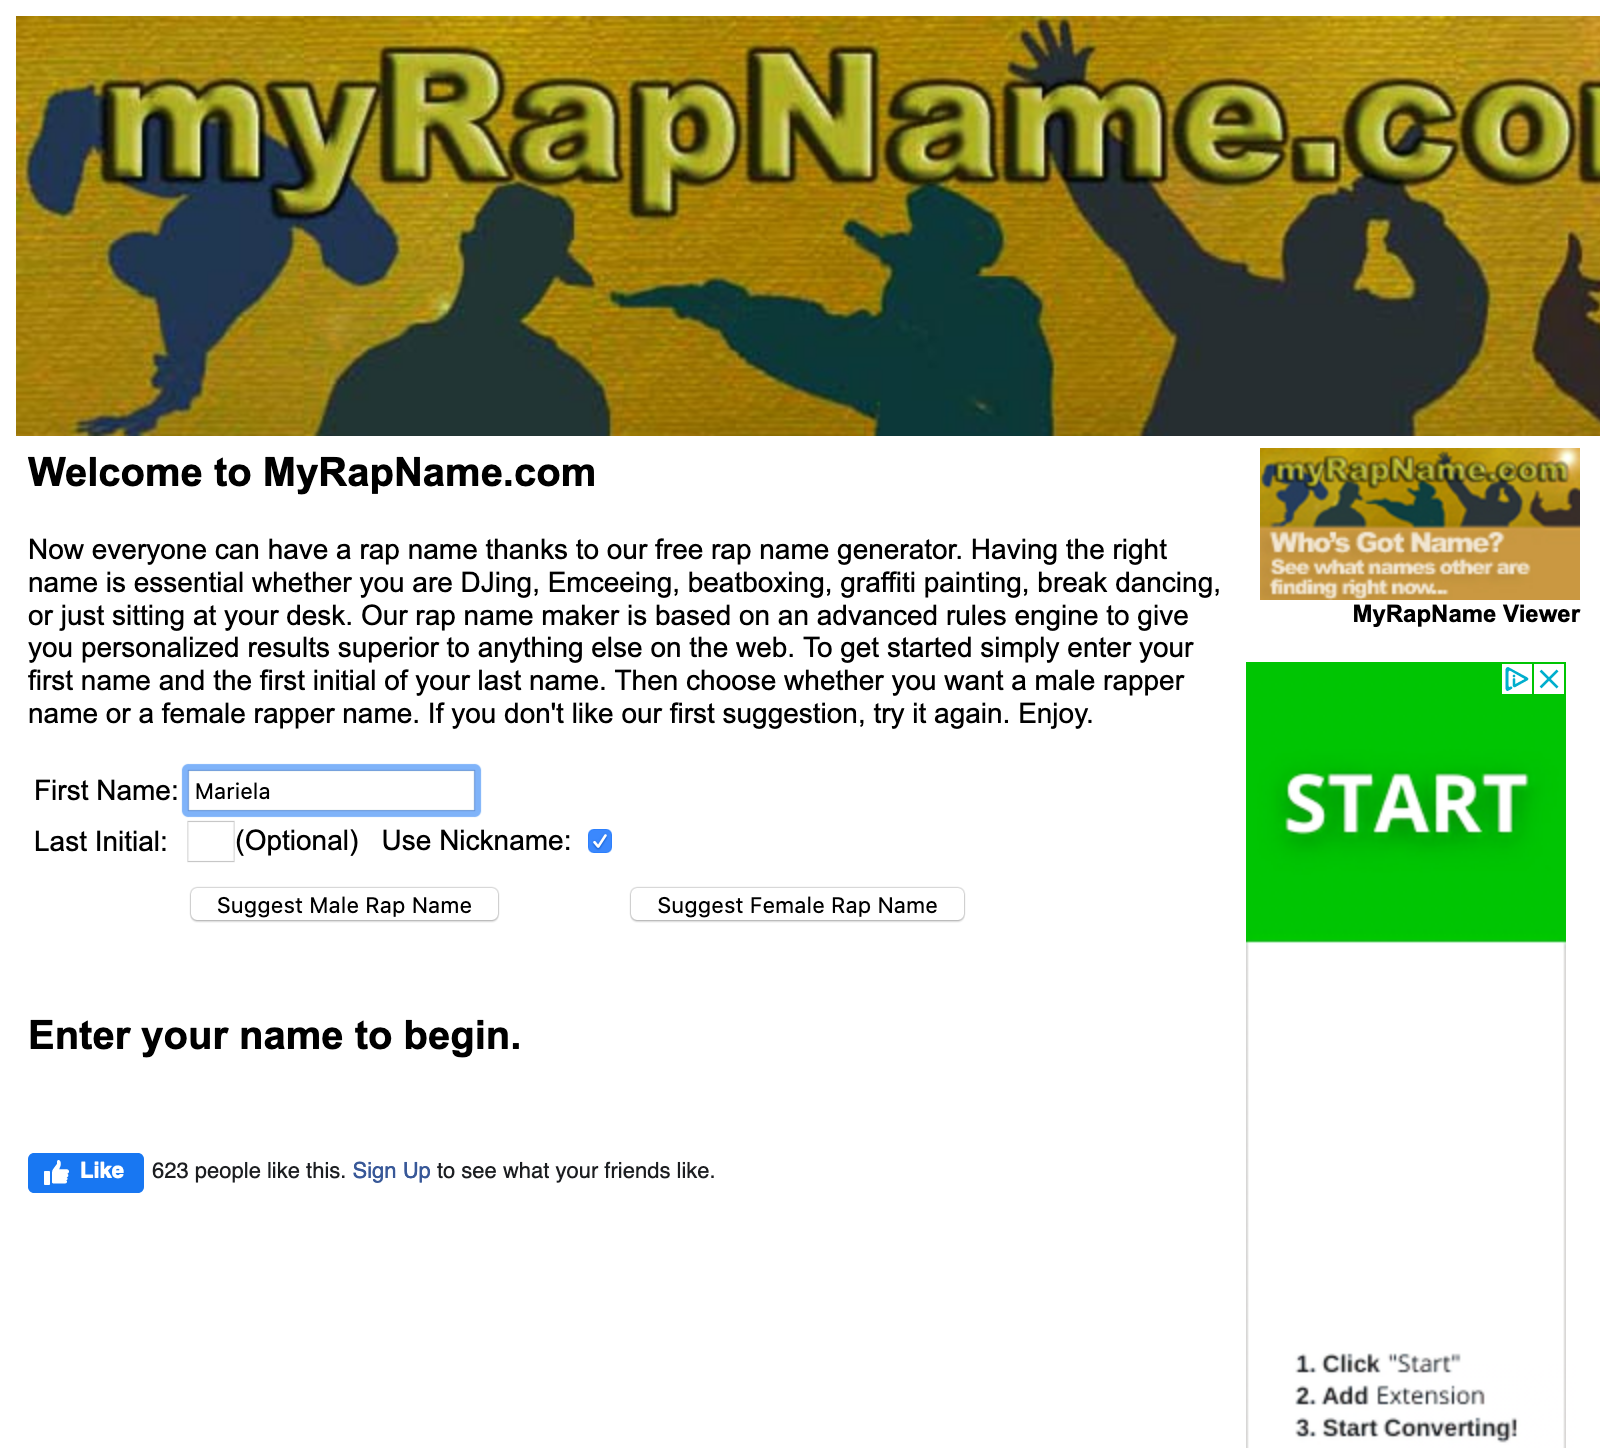 myRapName.co
Welcome to MyRapName.com
Now everyone can have a rap name thanks to our free rap name generator. Having the right
name is essential whether you are DJing, Emceeing, beatboxing, graffiti painting, break dancing,
or just sitting at your desk. Our rap name maker is based on an advanced rules engine to give
you personalized results superior to anything else on the web. To get started simply enter your
first name and the first initial of your last name. Then choose whether you want a male rapper
name or a female rapper name. If you don't like our first suggestion, try it again. Enjoy.
First Name: Mariela
Last Initial: (Optional) Use Nickname:
Suggest Male Rap Name Suggest Female Rap Name
Enter your name to begin.
Like 623 people like this. Sign Up to see what your friends like.
myRapName.com
Who's Got Name?
See what names other are
finding right now...
MyRapName Viewer
START
1. Click "Start"
2. Add Extension
3. Start Converting!